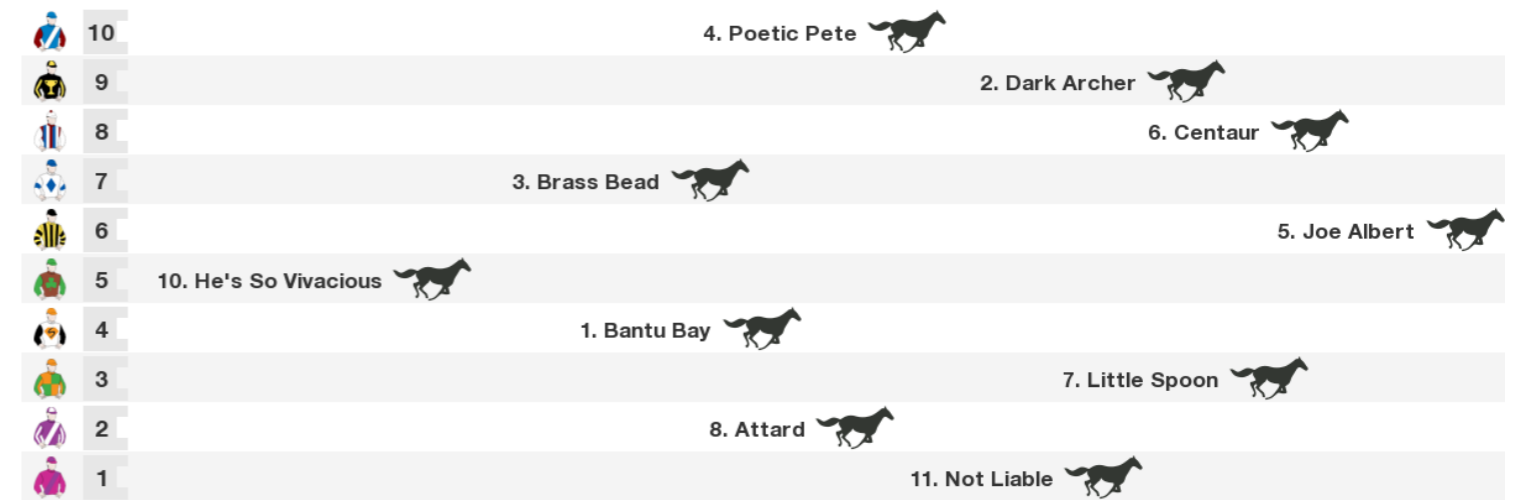 10 4. Poetic Pete
9 2. Dark Archer
8 6. Centaur
7 3. Brass Bead
6 5. Joe Albert
5 10. He's So Vivacious
4 1. Bantu Bay
3 7. Little Spoon
2 8. Attard
1 11. Not Liable